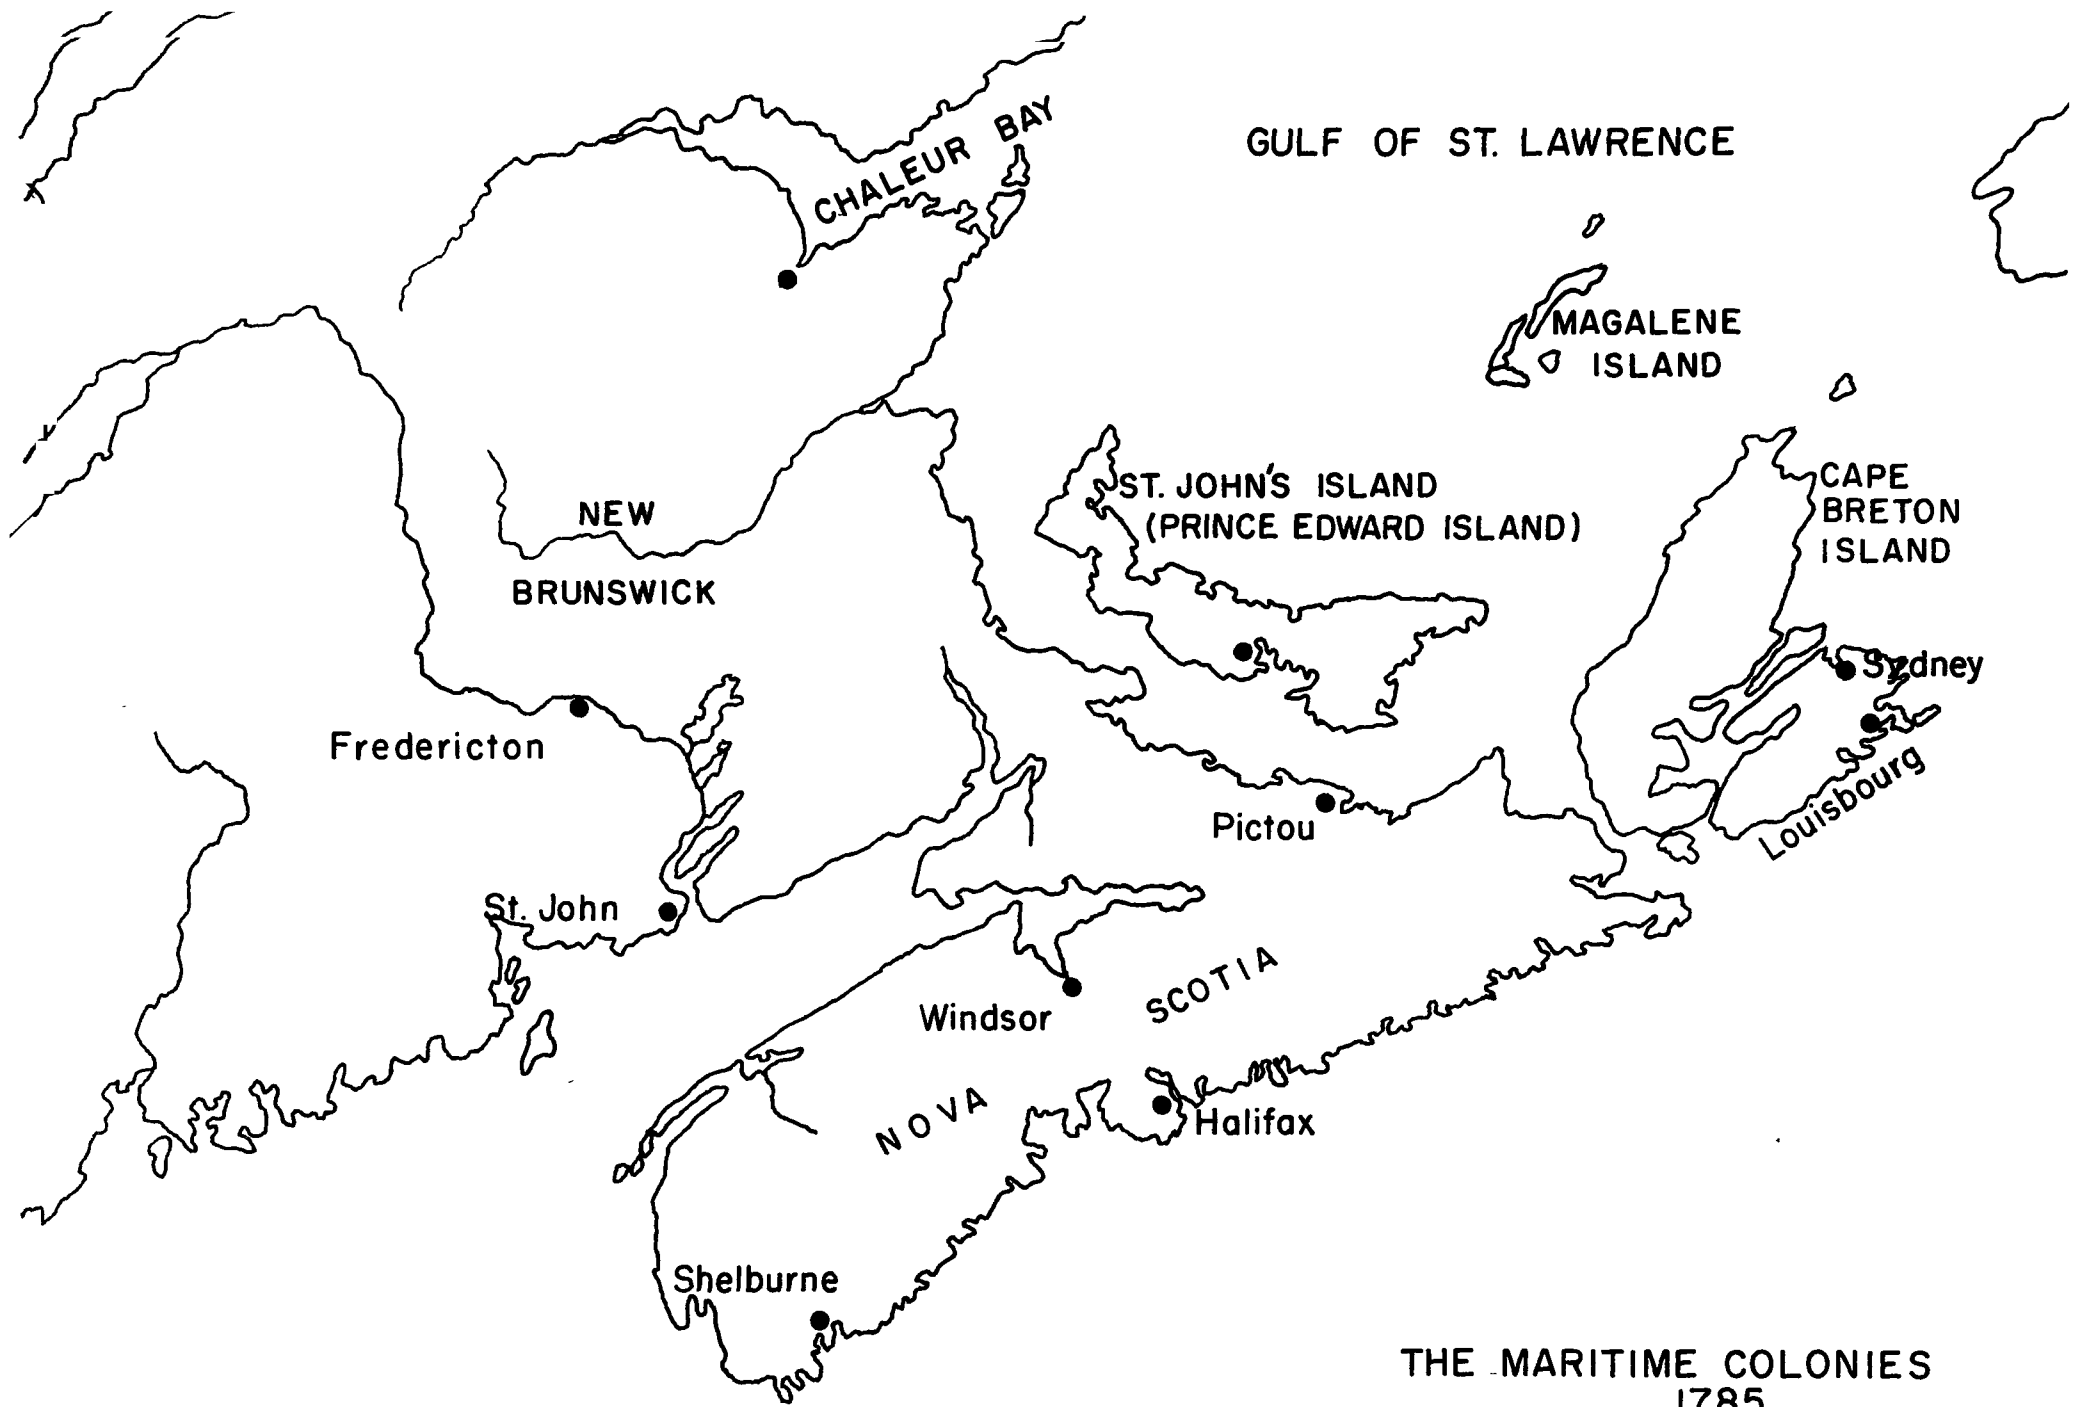 CHALEUR BAY
GULF OF ST. LAWRENCE
MAGALENE
ISLAND
ST. JOHN'S ISLAND
(PRINCE EDWARD ISLAND)
CAPE
BRETON
ISLAND
NEW
BRUNSWICK
Sydney
Fredericton
Louisbourg
Pictou
St. John
Windsor
NOVA SCOTIA
Halifax
Shelburne
THE MARITIME COLONIES
1785